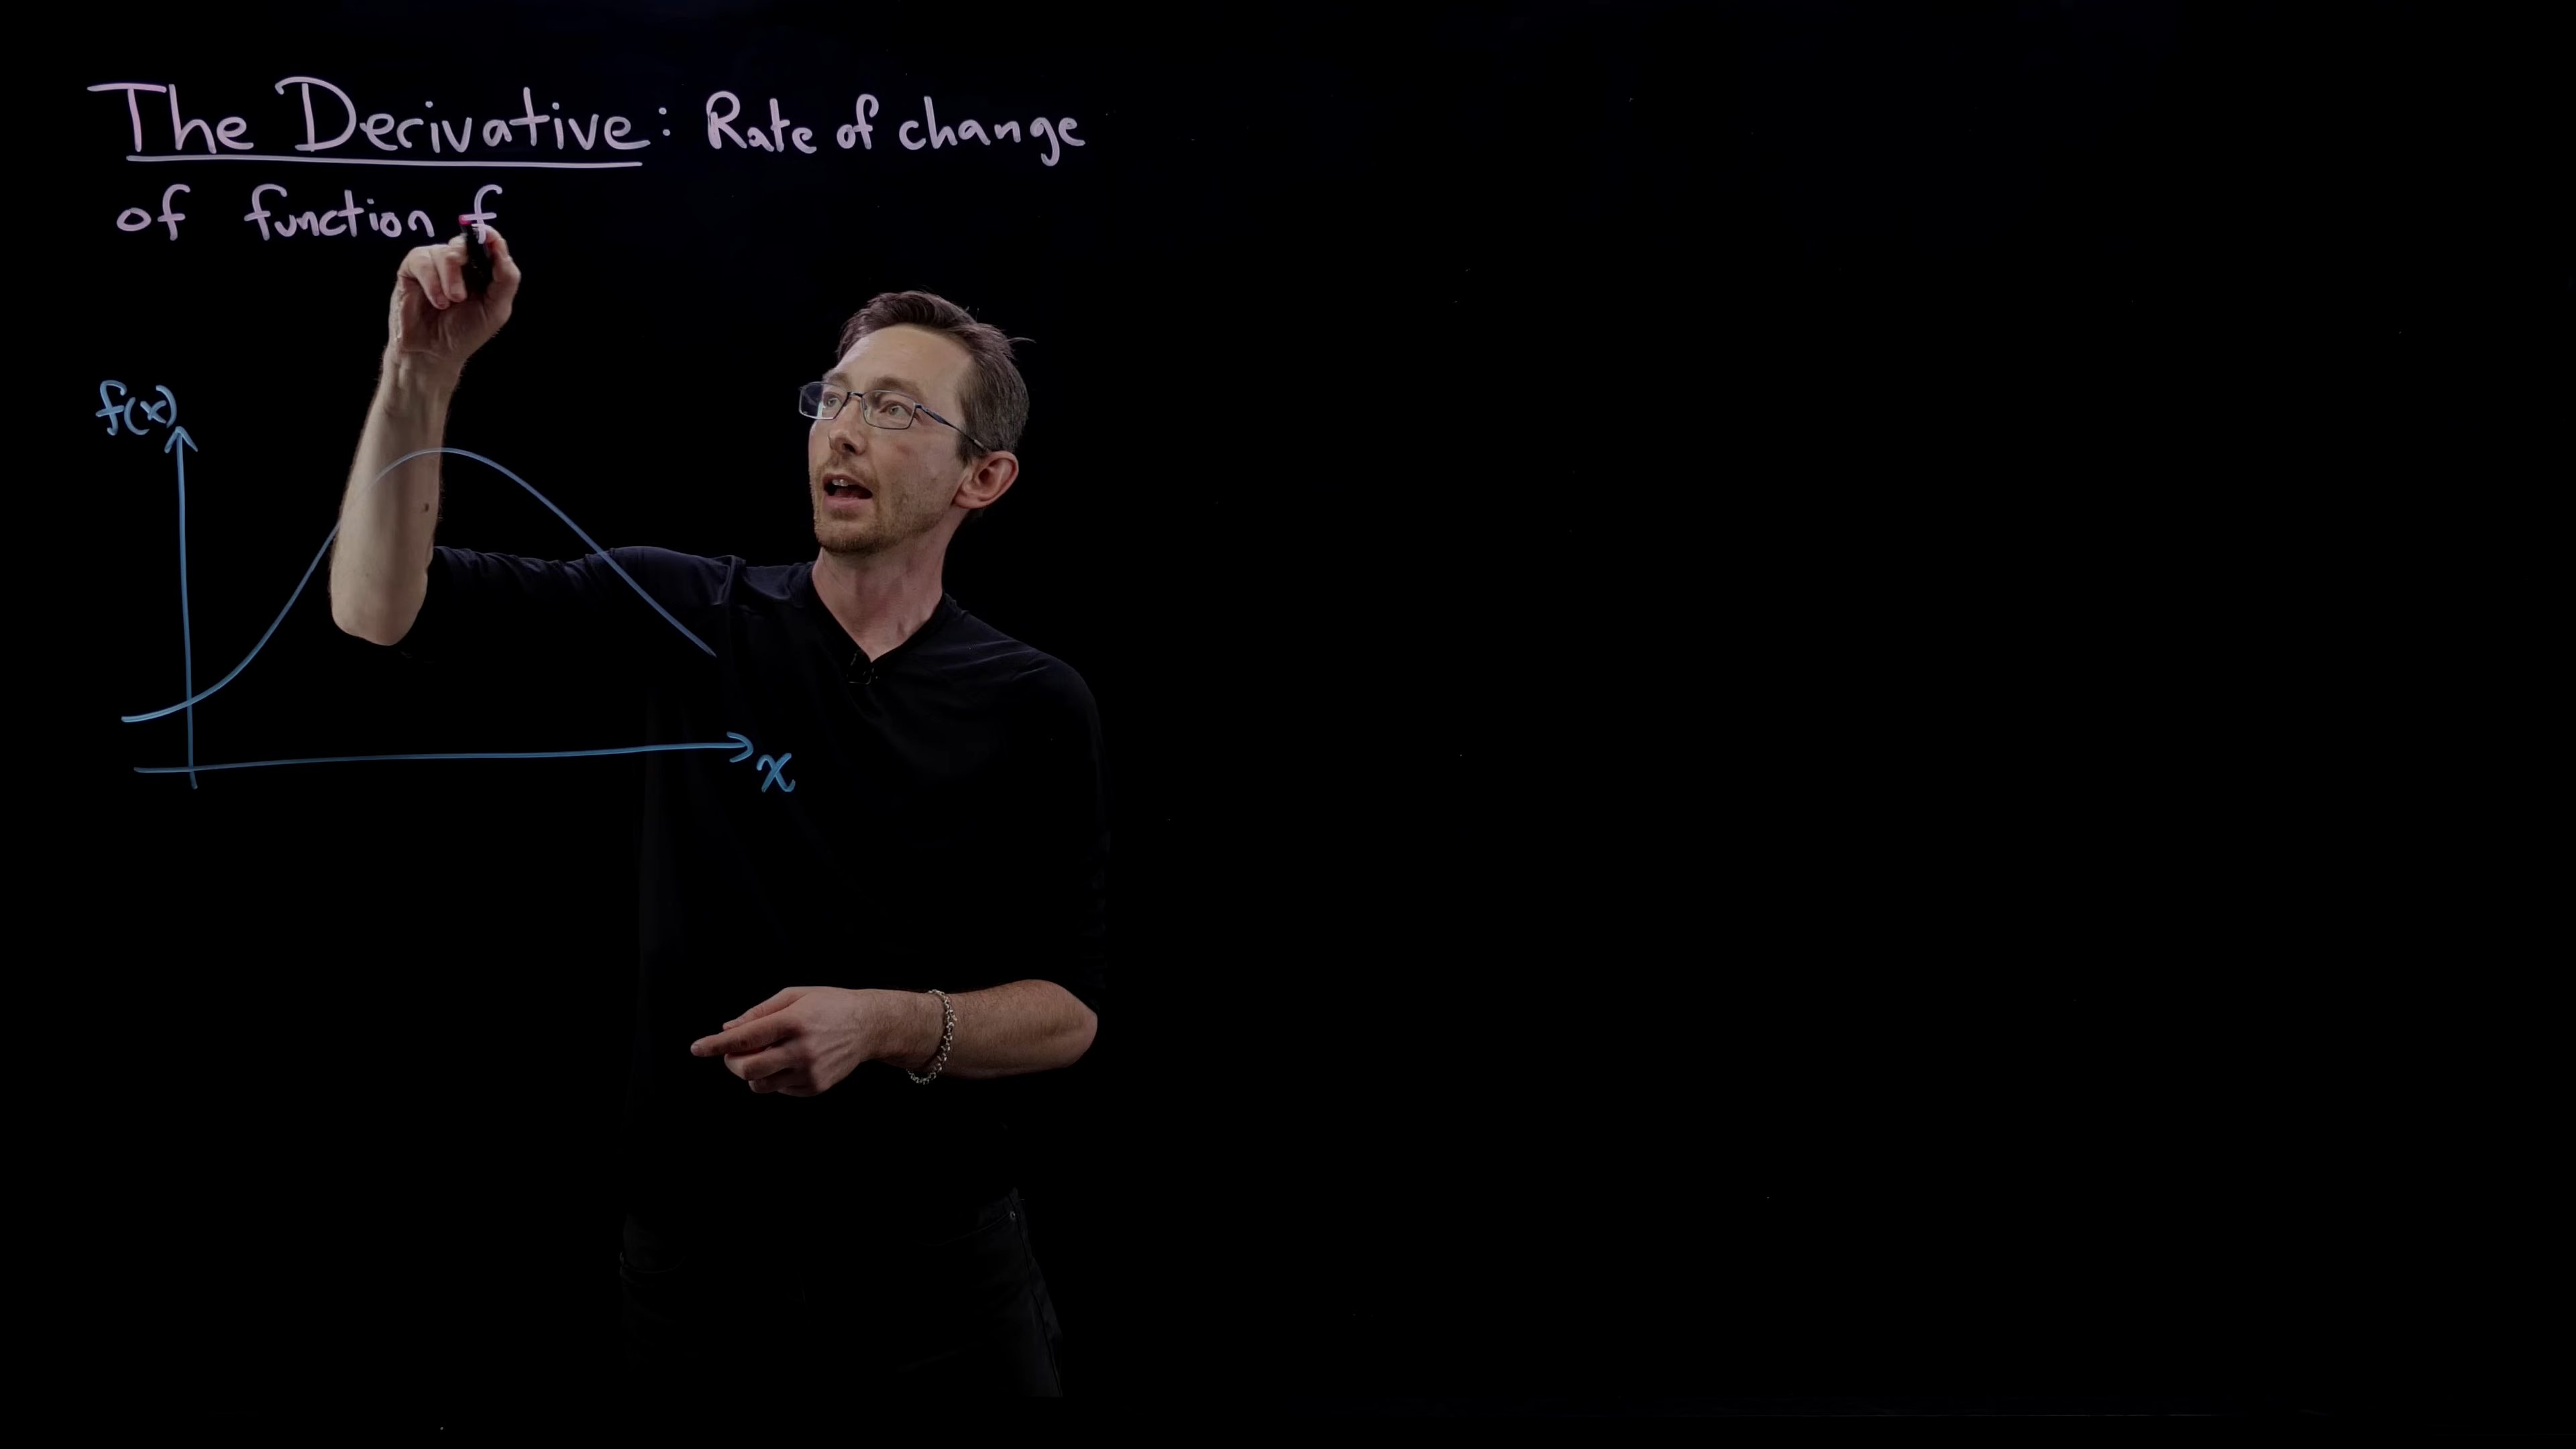 The Derivative: Rate of change
of function f
f(x)
x